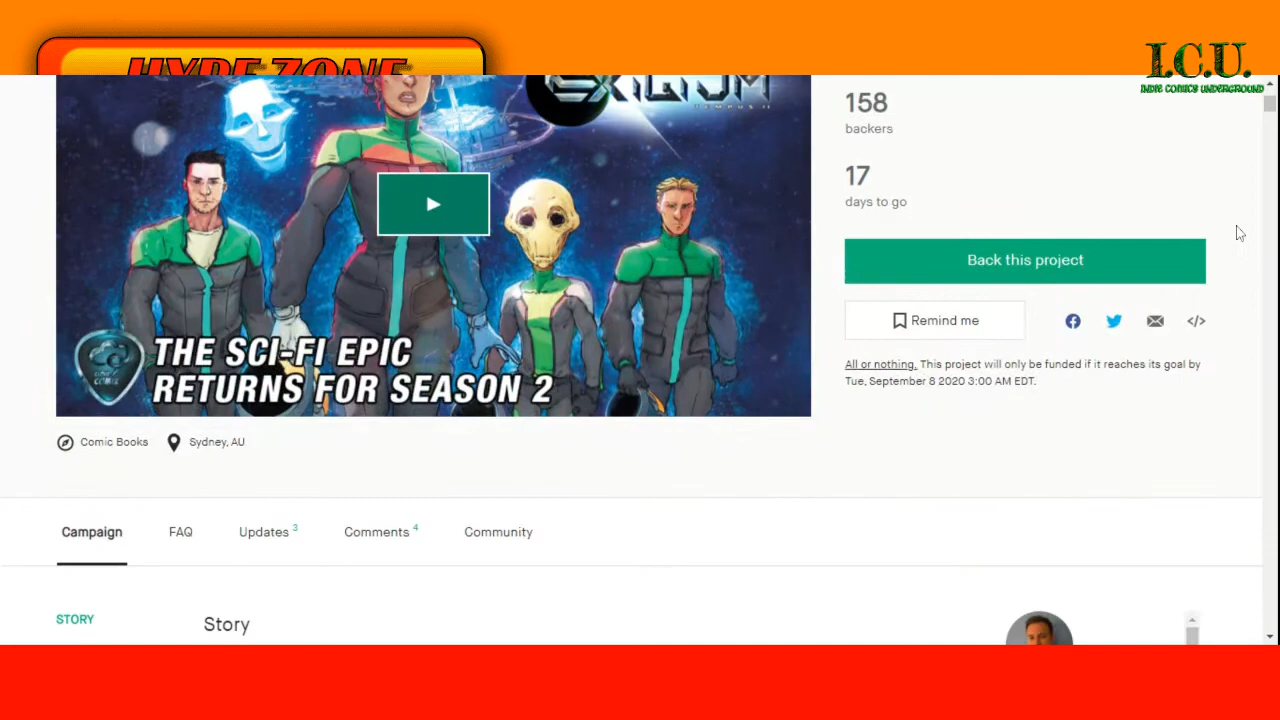 HYPE ZONE
I.C.U.
INDIE COMICS UNDERGROUND
EXILIUM
158
backers
17
days to go
Back this project
Remind me
</>
All or nothing. This project will only be funded if it reaches its goal by
Tue, September 8 2020 3:00 AM EDT.
THE SCI-FI EPIC
RETURNS FOR SEASON 2
Comic Books
Sydney, AU
Campaign
FAQ
Updates 3
Comments 4
Community
STORY
Story